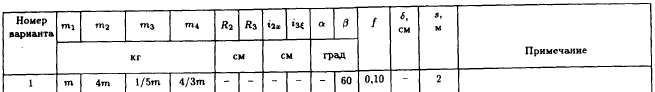 Номер варианта m₁ m₂ m₃ m₄ R₂ R₃ i₂ₓ i₃ξ α β f δ, см s, м Примечание
кг см см град
1 m 4m 1/5m 4/3m – – – – – 60 0,10 – 2